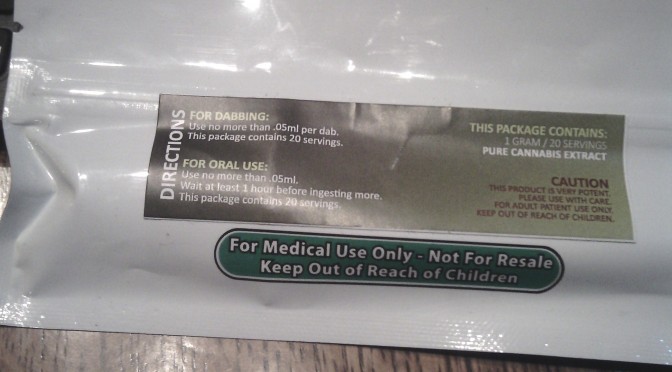 DIRECTIONS
FOR DABBING:
Use no more than .05ml per dab.
This package contains 20 servings.
FOR ORAL USE:
Use no more than .05ml.
Wait at least 1 hour before ingesting more.
This package contains 20 servings
THIS PACKAGE CONTAINS:
1 GRAM / 20 SERVINGS
PURE CANNABIS EXTRACT
CAUTION
THIS PRODUCT IS VERY POTENT.
PLEASE USE WITH CARE.
FOR ADULT PATIENT USE ONLY.
KEEP OUT OF REACH OF CHILDREN.
For Medical Use Only - Not For Resale
Keep Out of Reach of Children